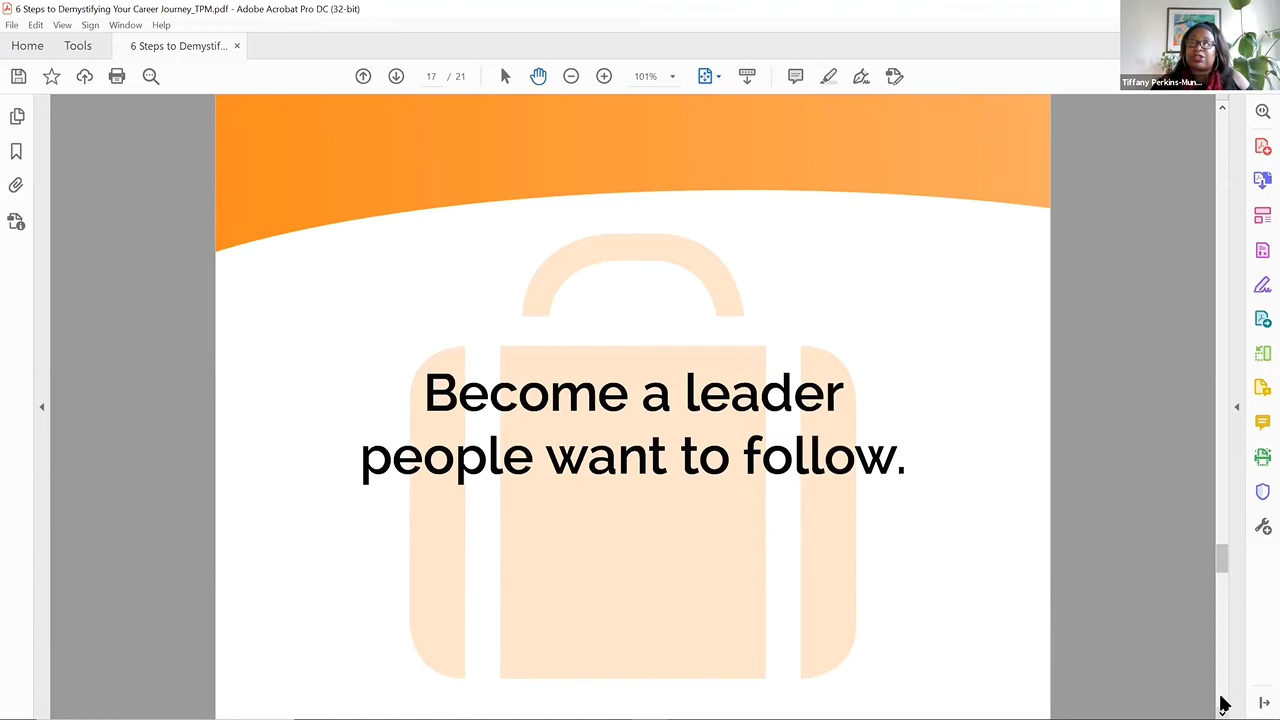 6 Steps to Demystifying Your Career Journey_TPM.pdf - Adobe Acrobat Pro DC (32-bit)
File Edit View Sign Window Help
Home Tools 6 Steps to Demystif... ×
17 / 21 101%
Tiffany Perkins-Mun...
Become a leader
people want to follow.